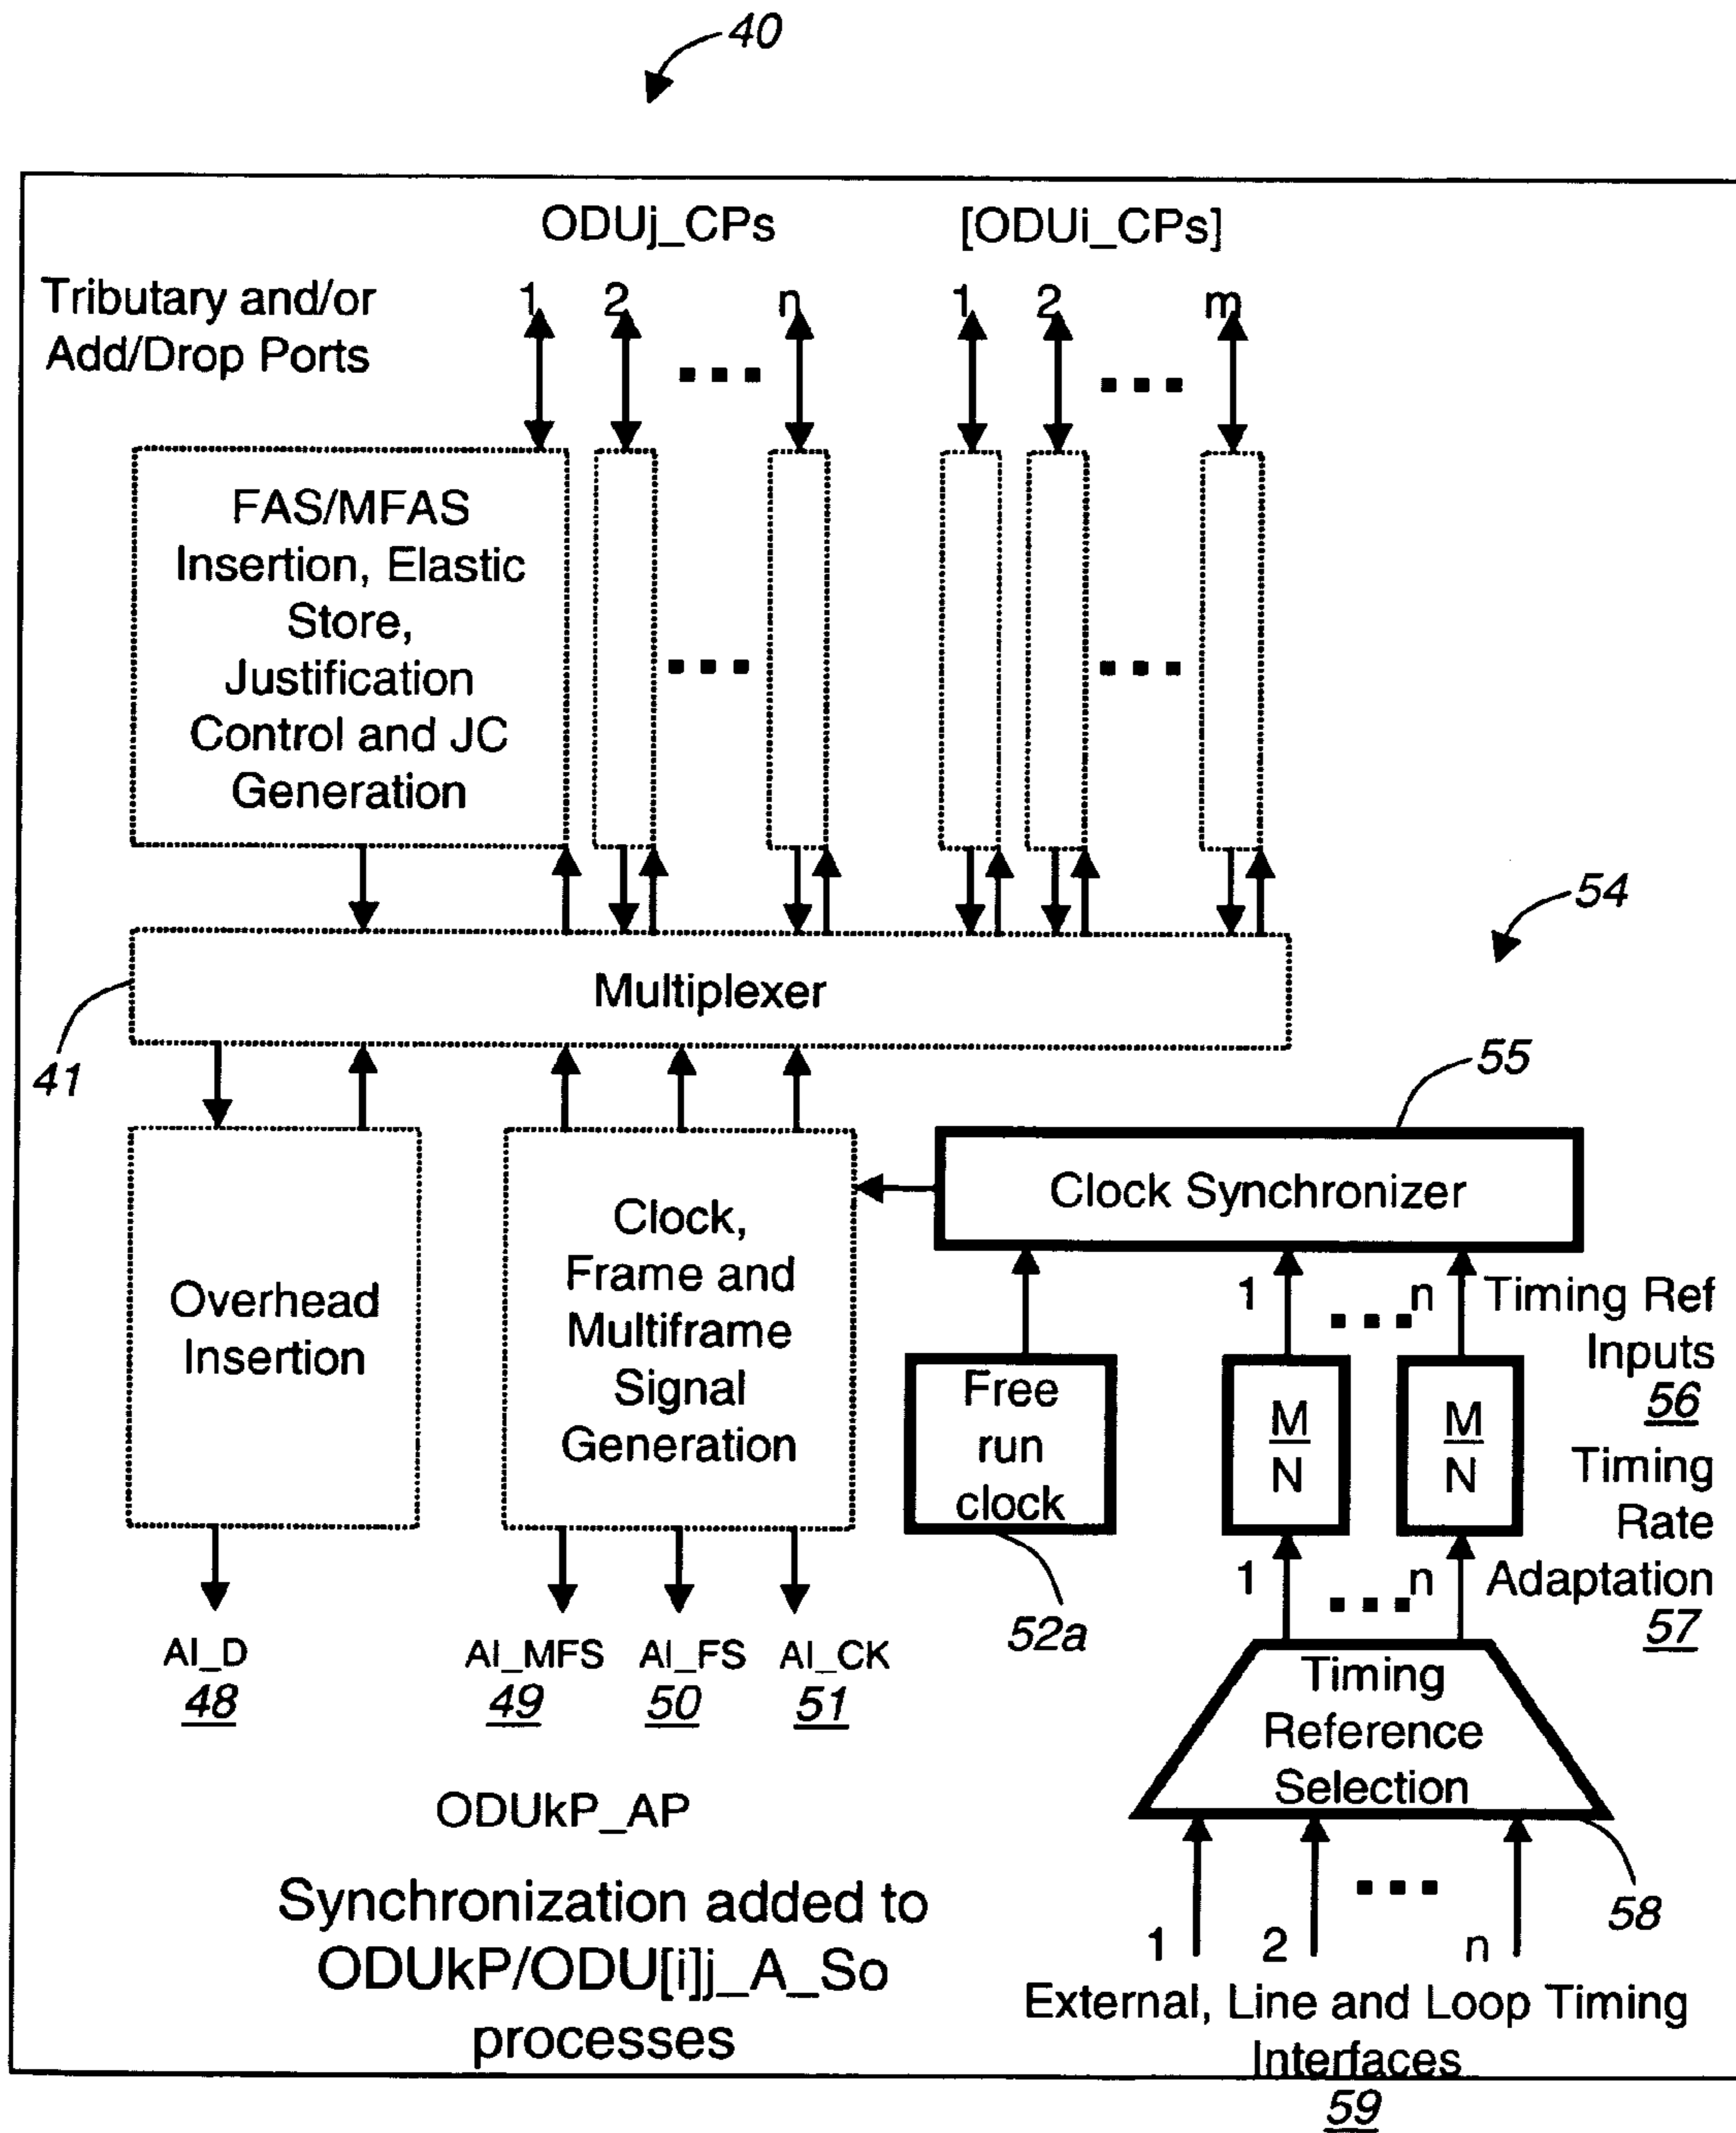 40
ODUj_CPs [ODUi_CPs]
Tributary and/or
Add/Drop Ports
1 2 n 1 2 m
FAS/MFAS
Insertion, Elastic
Store,
Justification
Control and JC
Generation
54
Multiplexer
41
55
Clock Synchronizer
Overhead
Insertion
Clock,
Frame and
Multiframe
Signal
Generation
1 n Timing Ref
Inputs
56
Free
run
clock
M
N
M
N
Timing
Rate
Adaptation
57
1 n
52a
AI_D
48
AI_MFS
49
AI_FS
50
AI_CK
51
Timing
Reference
Selection
58
ODUkP_AP
Synchronization added to
ODUkP/ODU[i]j_A_So
processes
1 2 n
External, Line and Loop Timing
Interfaces
59